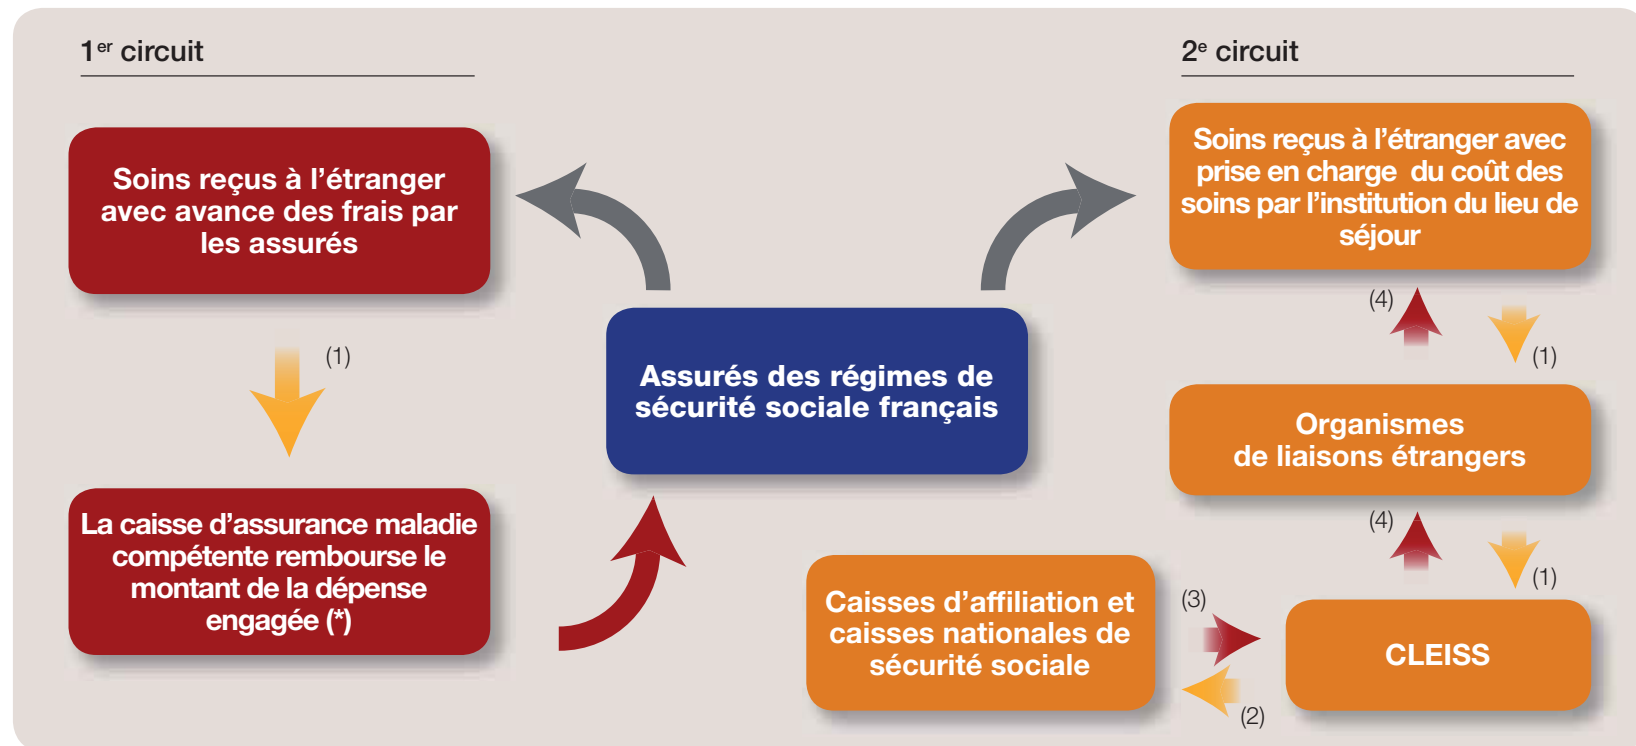 1er circuit
Soins reçus à l'étranger
avec avance des frais par
les assurés
(1)
La caisse d'assurance maladie
compétente rembourse le
montant de la dépense
engagée (*)
Assurés des régimes de
sécurité sociale français
2e circuit
Soins reçus à l'étranger avec
prise en charge du coût des
soins par l'institution du lieu de
séjour
(4)
(1)
Organismes
de liaisons étrangers
(4)
(1)
Caisses d'affiliation et
caisses nationales de
sécurité sociale
(3)
(2)
CLEISS